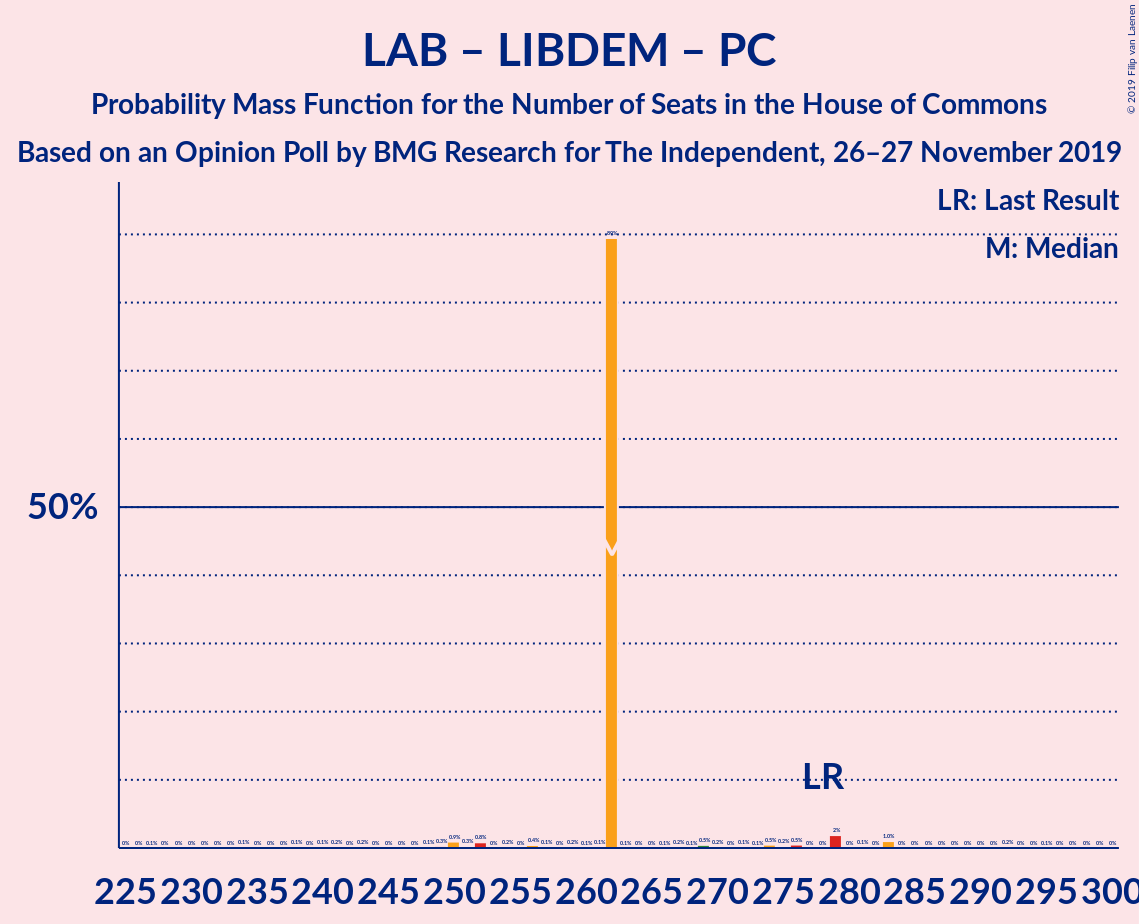 LAB – LIBDEM – PC
Probability Mass Function for the Number of Seats in the House of Commons
Based on an Opinion Poll by BMG Research for The Independent, 26–27 November 2019
© 2019 Filip van Laenen
LR: Last Result
M: Median
50%
M
LR
225 230 235 240 245 250 255 260 265 270 275 280 285 290 295 300